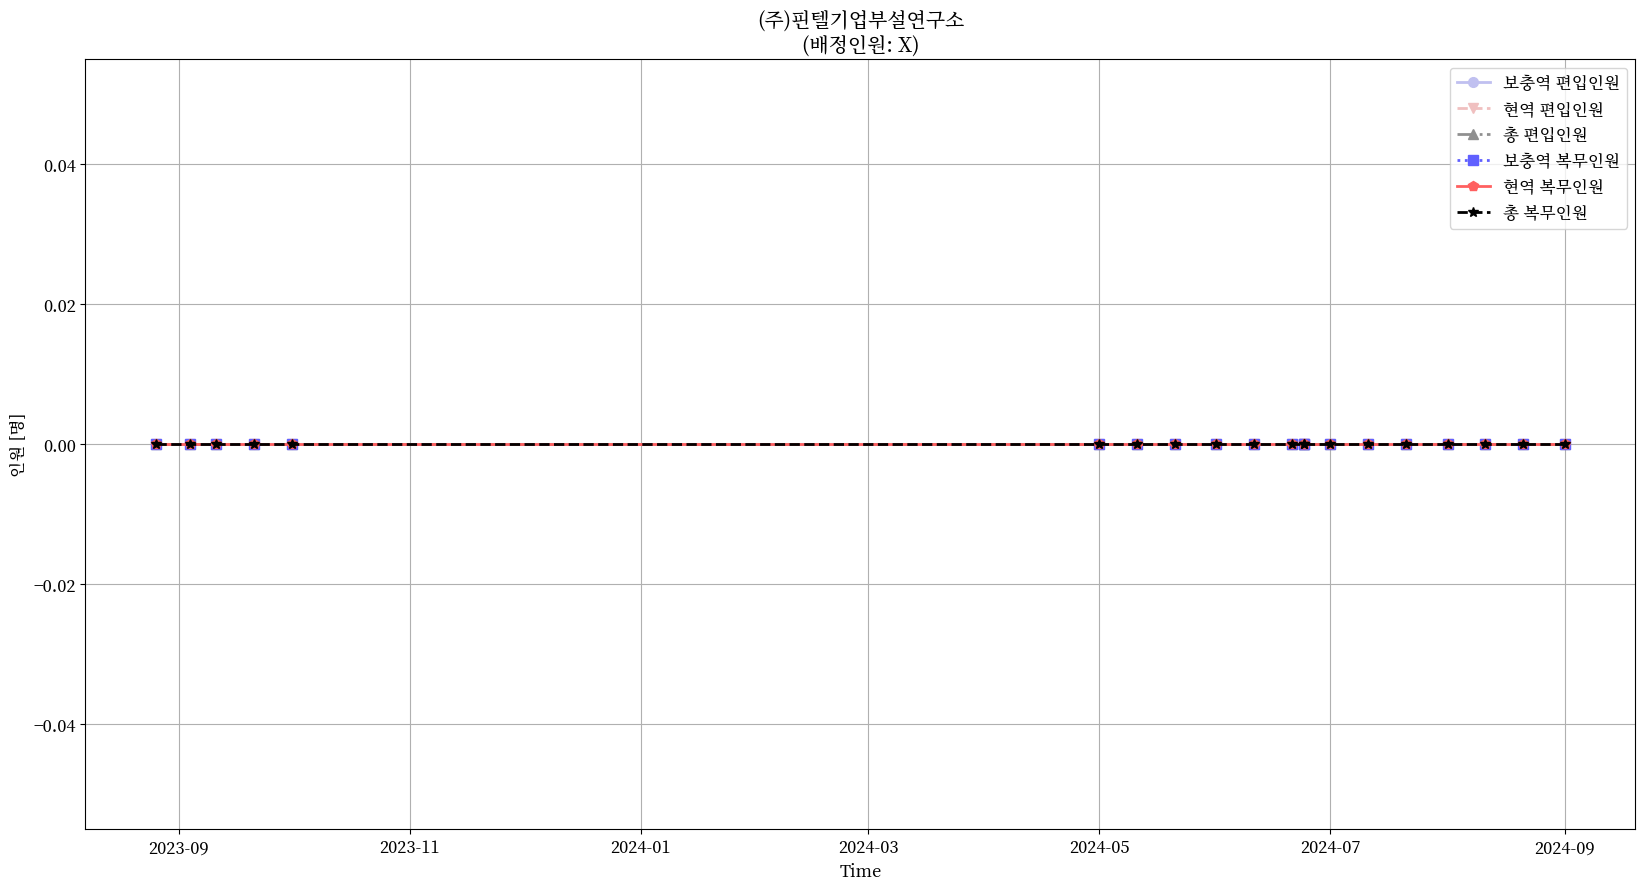 (주)핀텔기업부설연구소
(배정인원: X)
보충역 편입인원
현역 편입인원
총 편입인원
보충역 복무인원
현역 복무인원
총 복무인원
0.04
0.02
0.00
−0.02
−0.04
인원 [명]
2023-09
2023-11
2024-01
2024-03
2024-05
2024-07
2024-09
Time